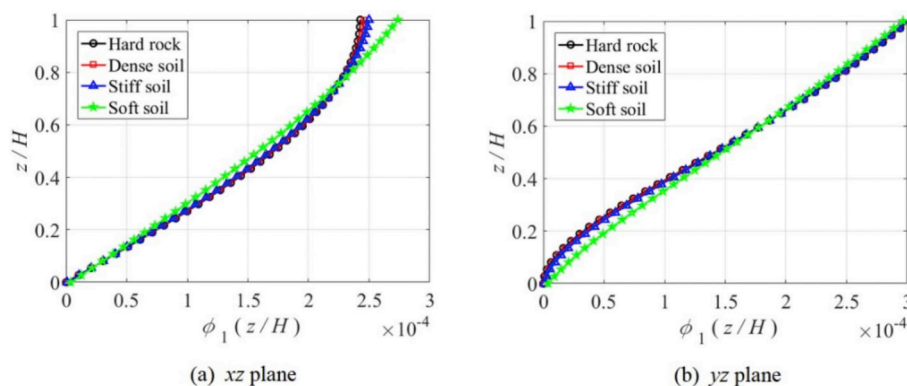 1
0.8
0.6
0.4
0.2
0
z / H
Hard rock
Dense soil
Stiff soil
Soft soil
0 0.5 1 1.5 2 2.5 3
ϕ 1 ( z / H ) ×10-4
(a) xz plane
1
0.8
0.6
0.4
0.2
0
z / H
Hard rock
Dense soil
Stiff soil
Soft soil
0 0.5 1 1.5 2 2.5 3
ϕ 1 ( z / H ) ×10-4
(b) yz plane